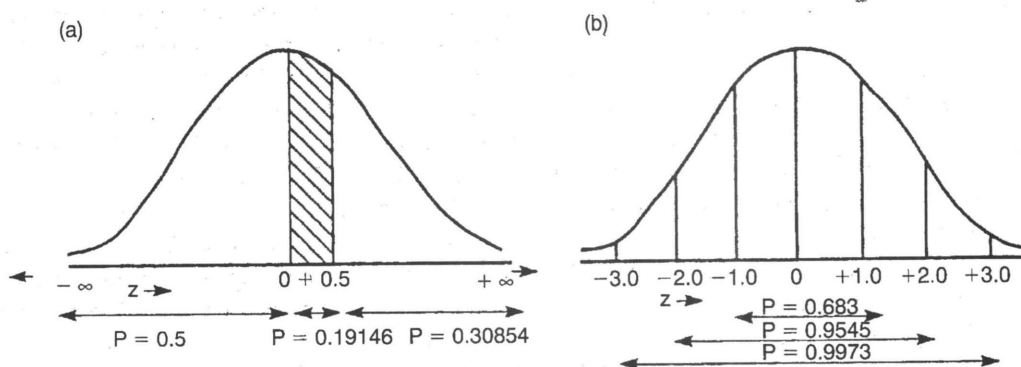 (a)
− ∞ z → 0 + 0.5 + ∞
P = 0.5 P = 0.19146 P = 0.30854
(b)
−3.0 −2.0 −1.0 0 +1.0 +2.0 +3.0
z →
P = 0.683
P = 0.9545
P = 0.9973